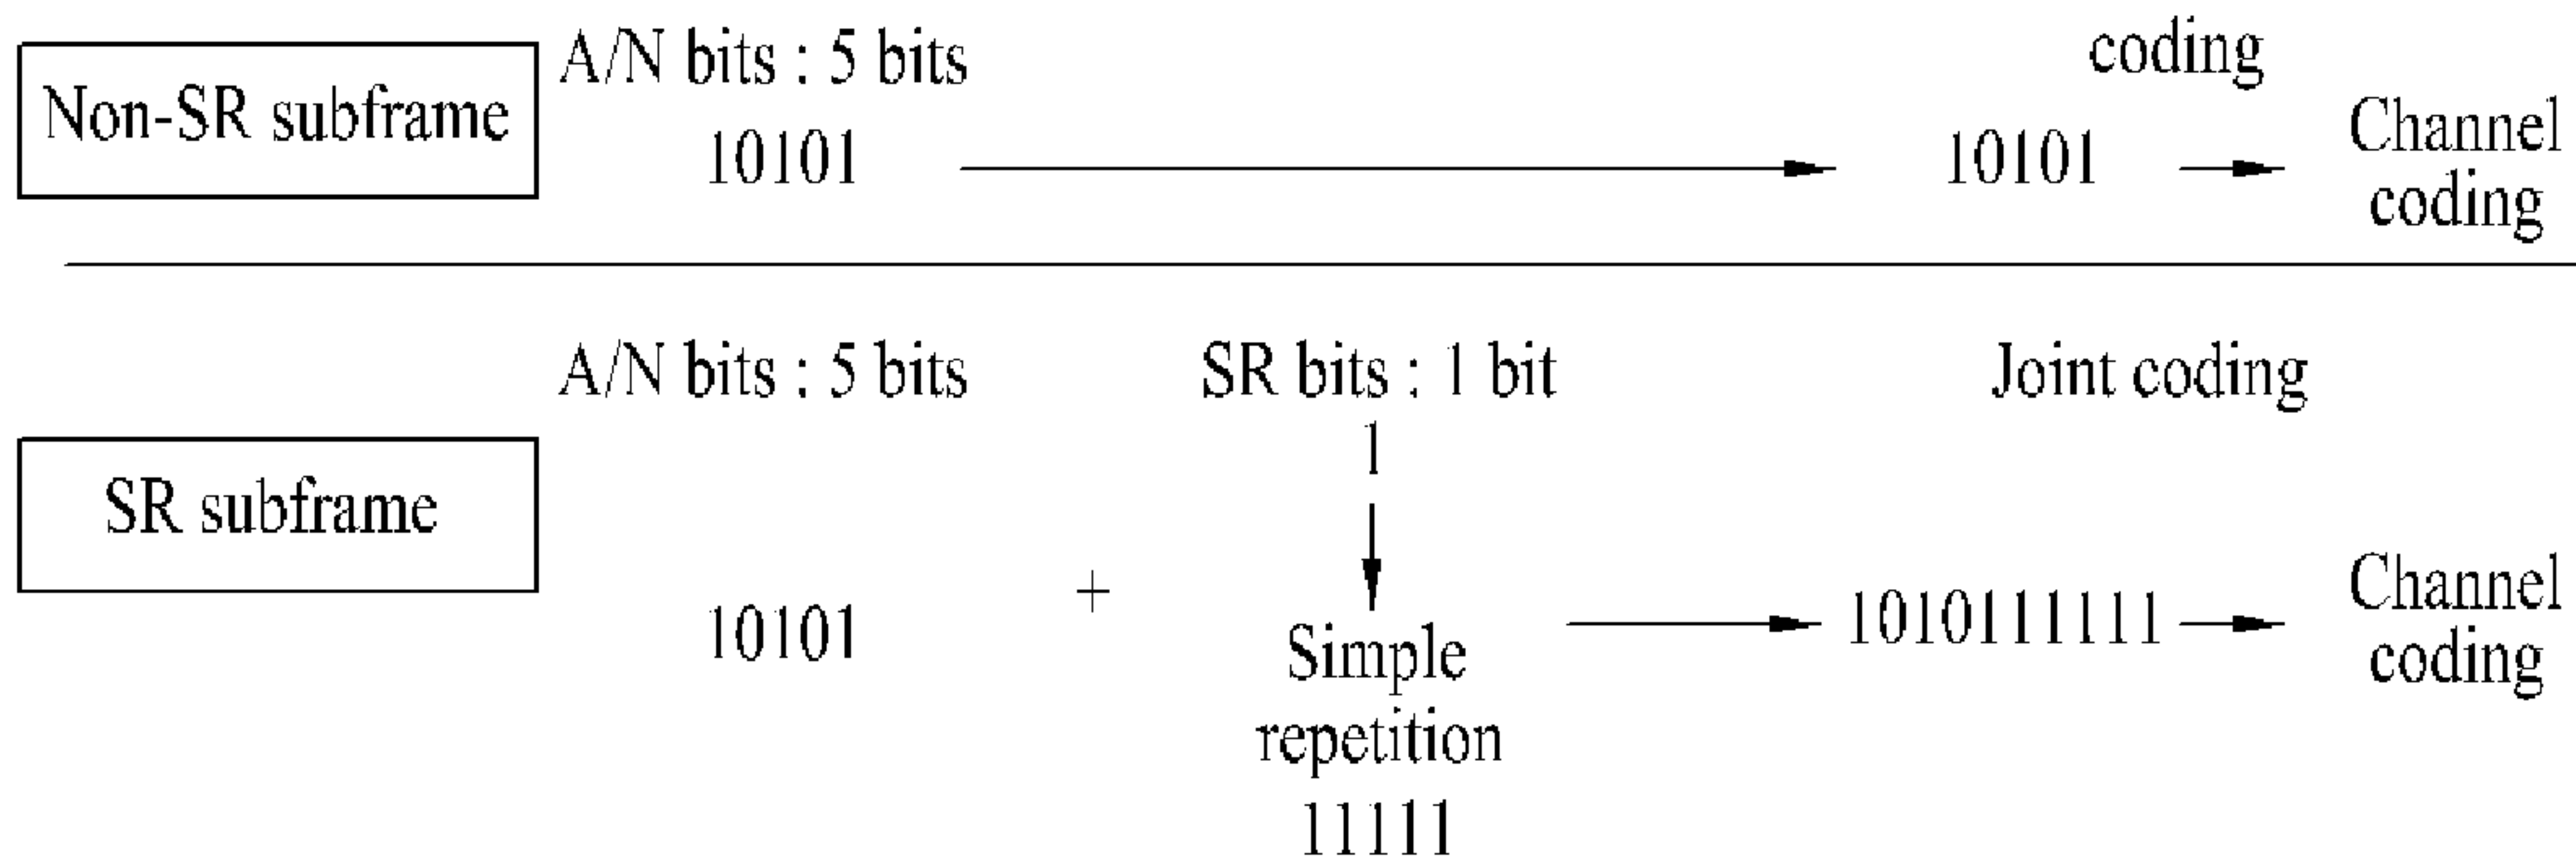 Non-SR subframe
A/N bits : 5 bits
10101
coding
10101
Channel
coding
A/N bits : 5 bits
SR bits : 1 bit
Joint coding
1
SR subframe
10101
+
Simple
repetition
11111
1010111111
Channel
coding